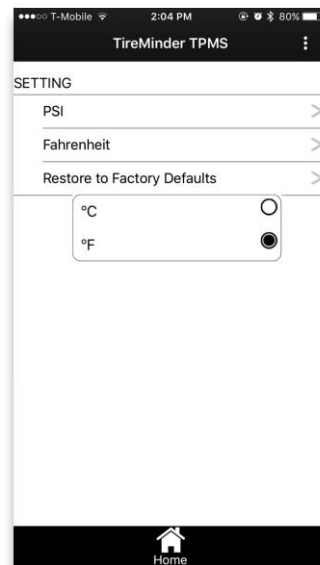 T-Mobile 2:04 PM 80%
TireMinder TPMS
SETTING
PSI
Fahrenheit
Restore to Factory Defaults
°C
°F
Home